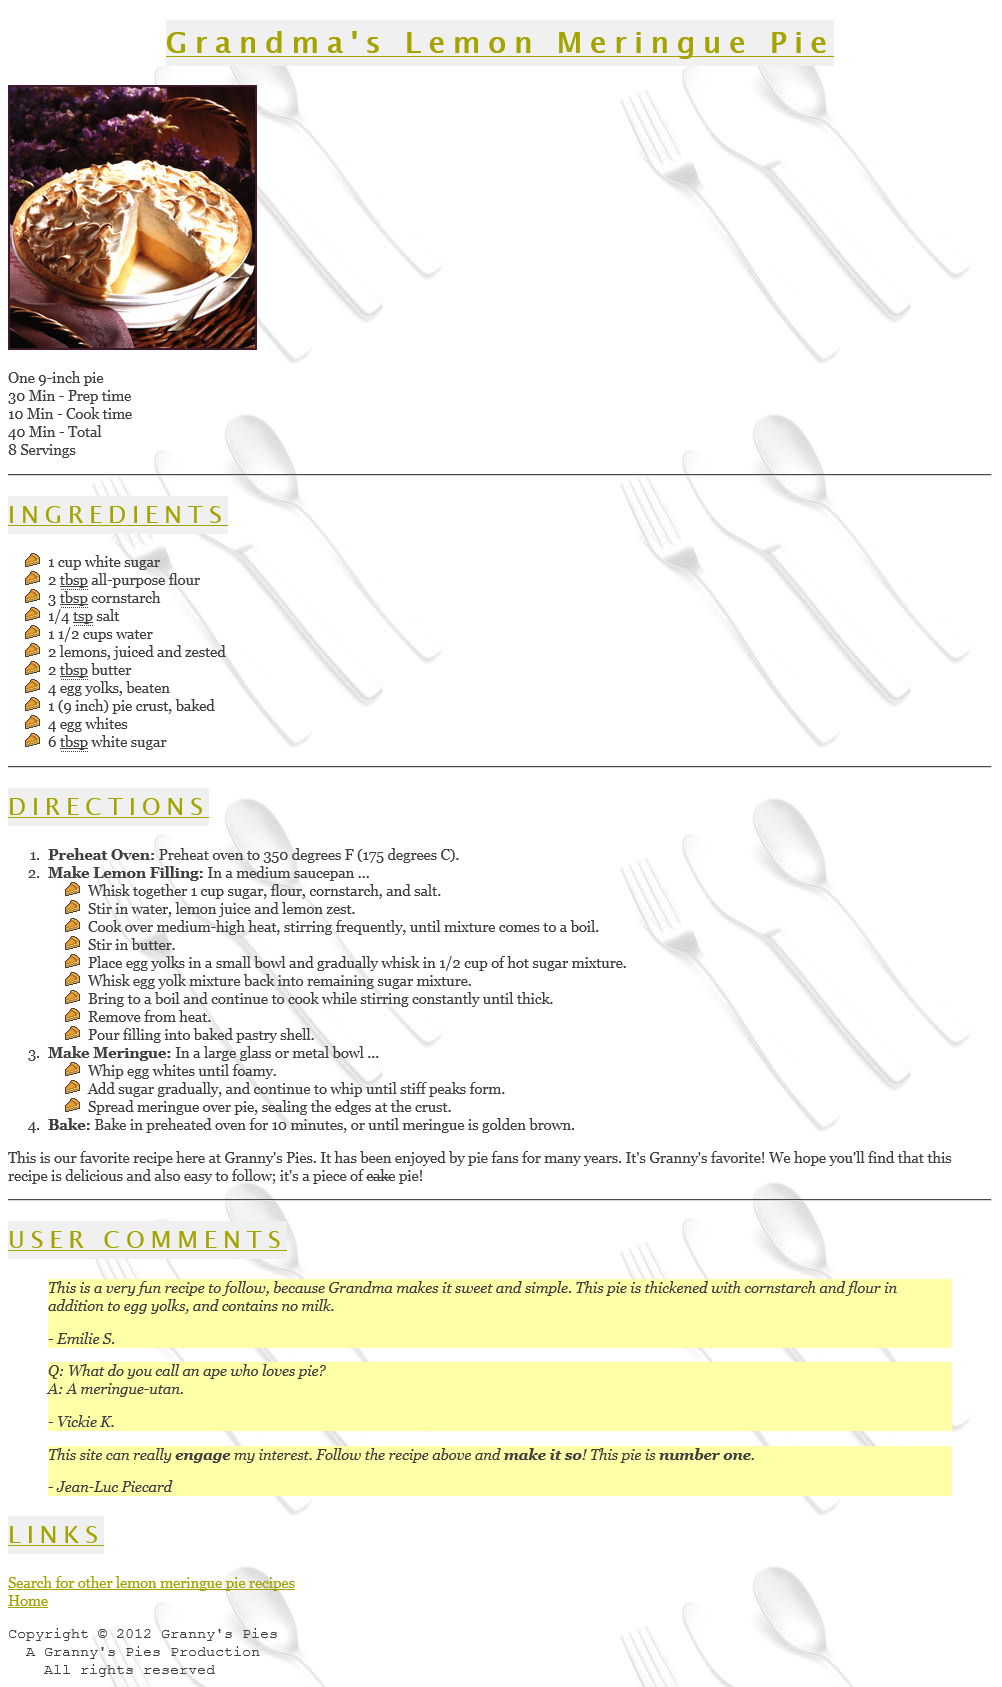 Grandma's Lemon Meringue Pie
One 9-inch pie
30 Min - Prep time
10 Min - Cook time
40 Min - Total
8 Servings
INGREDIENTS
1 cup white sugar
2 tbsp all-purpose flour
3 tbsp cornstarch
1/4 tsp salt
1 1/2 cups water
2 lemons, juiced and zested
2 tbsp butter
4 egg yolks, beaten
1 (9 inch) pie crust, baked
4 egg whites
6 tbsp white sugar
DIRECTIONS
1. Preheat Oven: Preheat oven to 350 degrees F (175 degrees C).
2. Make Lemon Filling: In a medium saucepan ...
Whisk together 1 cup sugar, flour, cornstarch, and salt.
Stir in water, lemon juice and lemon zest.
Cook over medium-high heat, stirring frequently, until mixture comes to a boil.
Stir in butter.
Place egg yolks in a small bowl and gradually whisk in 1/2 cup of hot sugar mixture.
Whisk egg yolk mixture back into remaining sugar mixture.
Bring to a boil and continue to cook while stirring constantly until thick.
Remove from heat.
Pour filling into baked pastry shell.
3. Make Meringue: In a large glass or metal bowl ...
Whip egg whites until foamy.
Add sugar gradually, and continue to whip until stiff peaks form.
Spread meringue over pie, sealing the edges at the crust.
4. Bake: Bake in preheated oven for 10 minutes, or until meringue is golden brown.
This is our favorite recipe here at Granny's Pies. It has been enjoyed by pie fans for many years. It's Granny's favorite! We hope you'll find that this
recipe is delicious and also easy to follow; it's a piece of cake pie!
USER COMMENTS
This is a very fun recipe to follow, because Grandma makes it sweet and simple. This pie is thickened with cornstarch and flour in
addition to egg yolks, and contains no milk.
- Emilie S.
Q: What do you call an ape who loves pie?
A: A meringue-utan.
- Vickie K.
This site can really engage my interest. Follow the recipe above and make it so! This pie is number one.
- Jean-Luc Piecard
LINKS
Search for other lemon meringue pie recipes
Home
Copyright © 2012 Granny's Pies
A Granny's Pies Production
All rights reserved